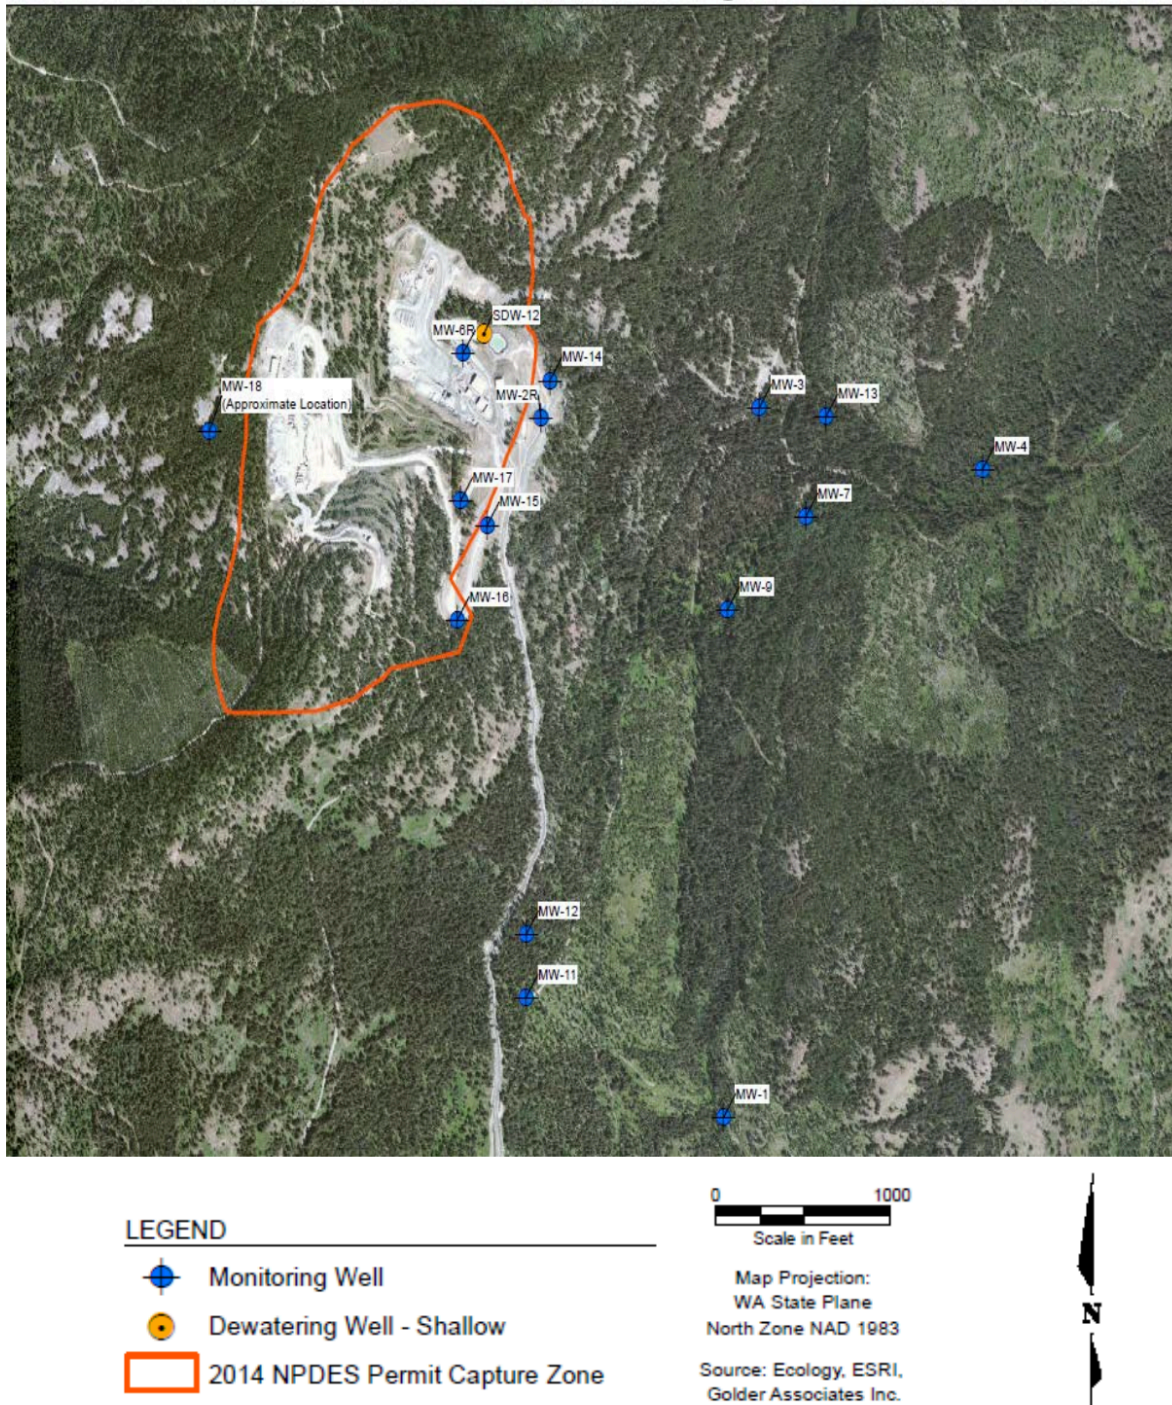 SDW-12
MW-6R
MW-14
MW-18
(Approximate Location)
MW-2R
MW-3
MW-13
MW-4
MW-17
MW-15
MW-7
MW-9
MW-16
MW-12
MW-11
MW-1
LEGEND
Monitoring Well
Dewatering Well - Shallow
2014 NPDES Permit Capture Zone
0 1000
Scale in Feet
Map Projection:
WA State Plane
North Zone NAD 1983
Source: Ecology, ESRI,
Golder Associates Inc.
N